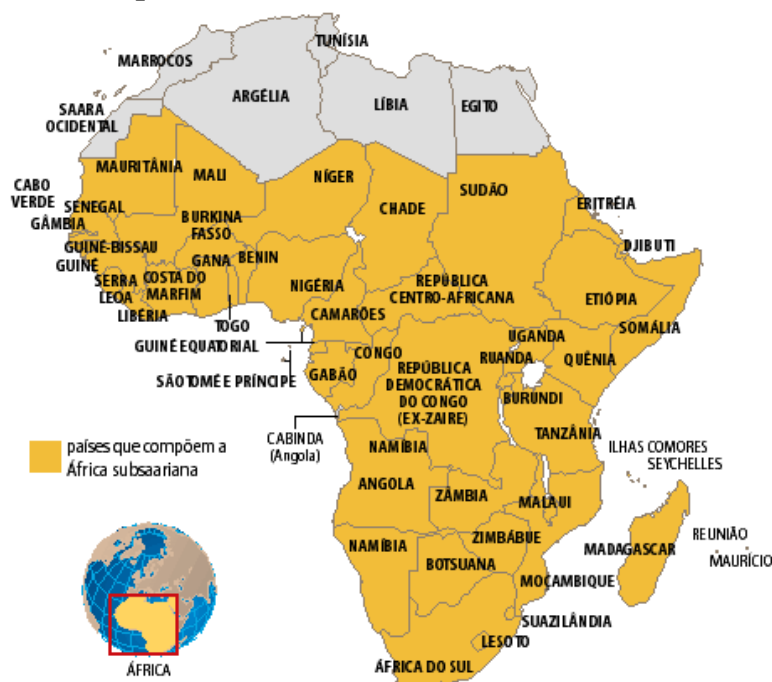 TUNÍSIA
MARROCOS
ARGÉLIA
LÍBIA
EGITO
SAARA
OCIDENTAL
MAURITÂNIA
MALI
NÍGER
CHADE
SUDÃO
ERITRÉIA
CABO
VERDE
SENEGAL
GÂMBIA
BURKINA
FASSO
DJIBUTI
GUINÉ-BISSAU
GUINÉ
GANA
BENIN
SERRA
LEOA
COSTA DO
MARFIM
NIGÉRIA
REPÚBLICA
CENTRO-AFRICANA
ETIÓPIA
LIBÉRIA
TOGO
CAMARÕES
SOMÁLIA
GUINÉ EQUATORIAL
CONGO
UGANDA
RUANDA
QUÊNIA
SÃO TOMÉ E PRÍNCIPE
GABÃO
REPÚBLICA
DEMOCRÁTICA
DO CONGO
(EX-ZAIRE)
BURUNDI
TANZÂNIA
CABINDA
(Angola)
NAMÍBIA
ILHAS COMORES
SEYCHELLES
países que compõem a
África subsaariana
ANGOLA
ZÂMBIA
MALAUI
NAMÍBIA
ZIMBÁBUE
MADAGASCAR
REUNIÃO
MAURÍCIO
BOTSUANA
MOÇAMBIQUE
SUAZILÂNDIA
LESOTO
ÁFRICA DO SUL
ÁFRICA